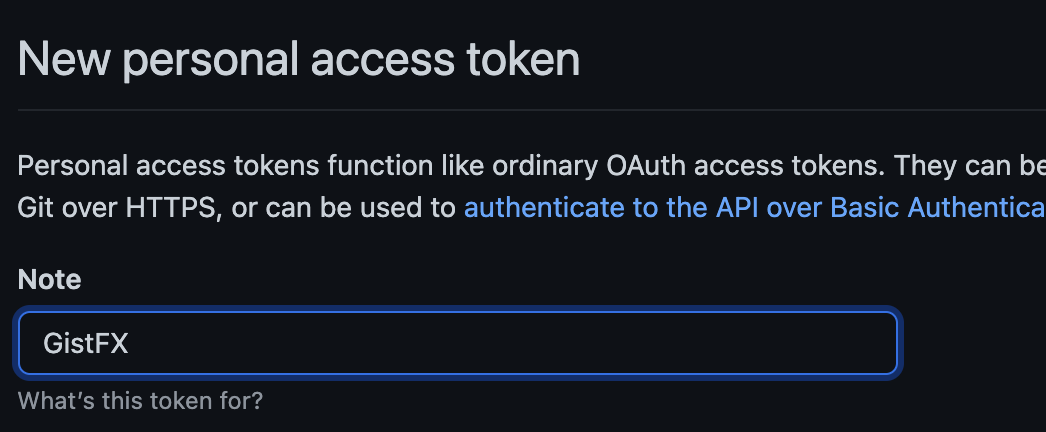 New personal access token
Personal access tokens function like ordinary OAuth access tokens. They can be
Git over HTTPS, or can be used to authenticate to the API over Basic Authentica
Note
GistFX
What's this token for?